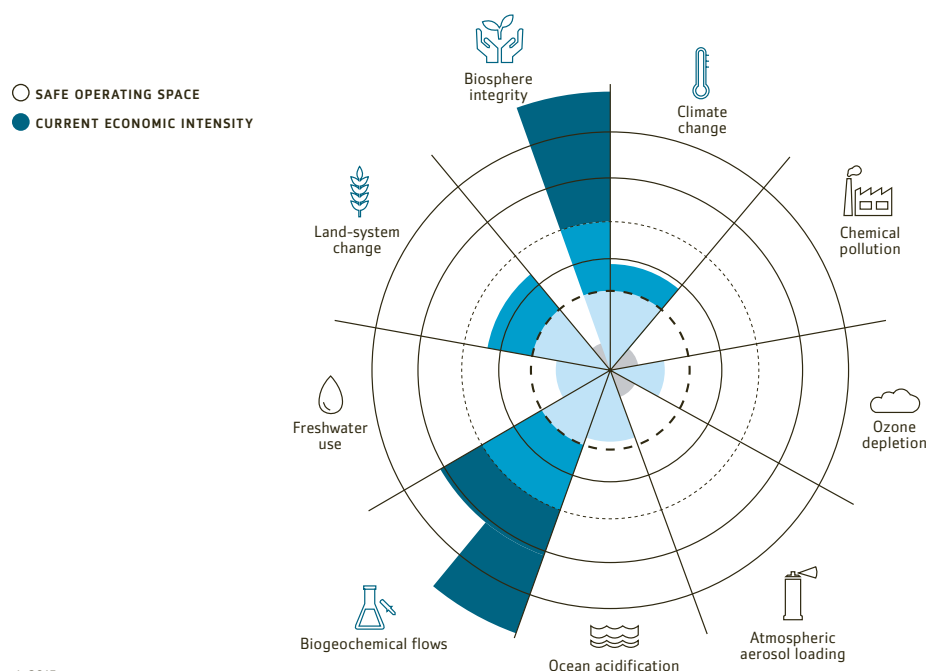 SAFE OPERATING SPACE
CURRENT ECONOMIC INTENSITY
Biosphere
integrity
Climate
change
Land-system
change
Chemical
pollution
Freshwater
use
Ozone
depletion
Biogeochemical flows
Ocean acidification
Atmospheric
aerosol loading